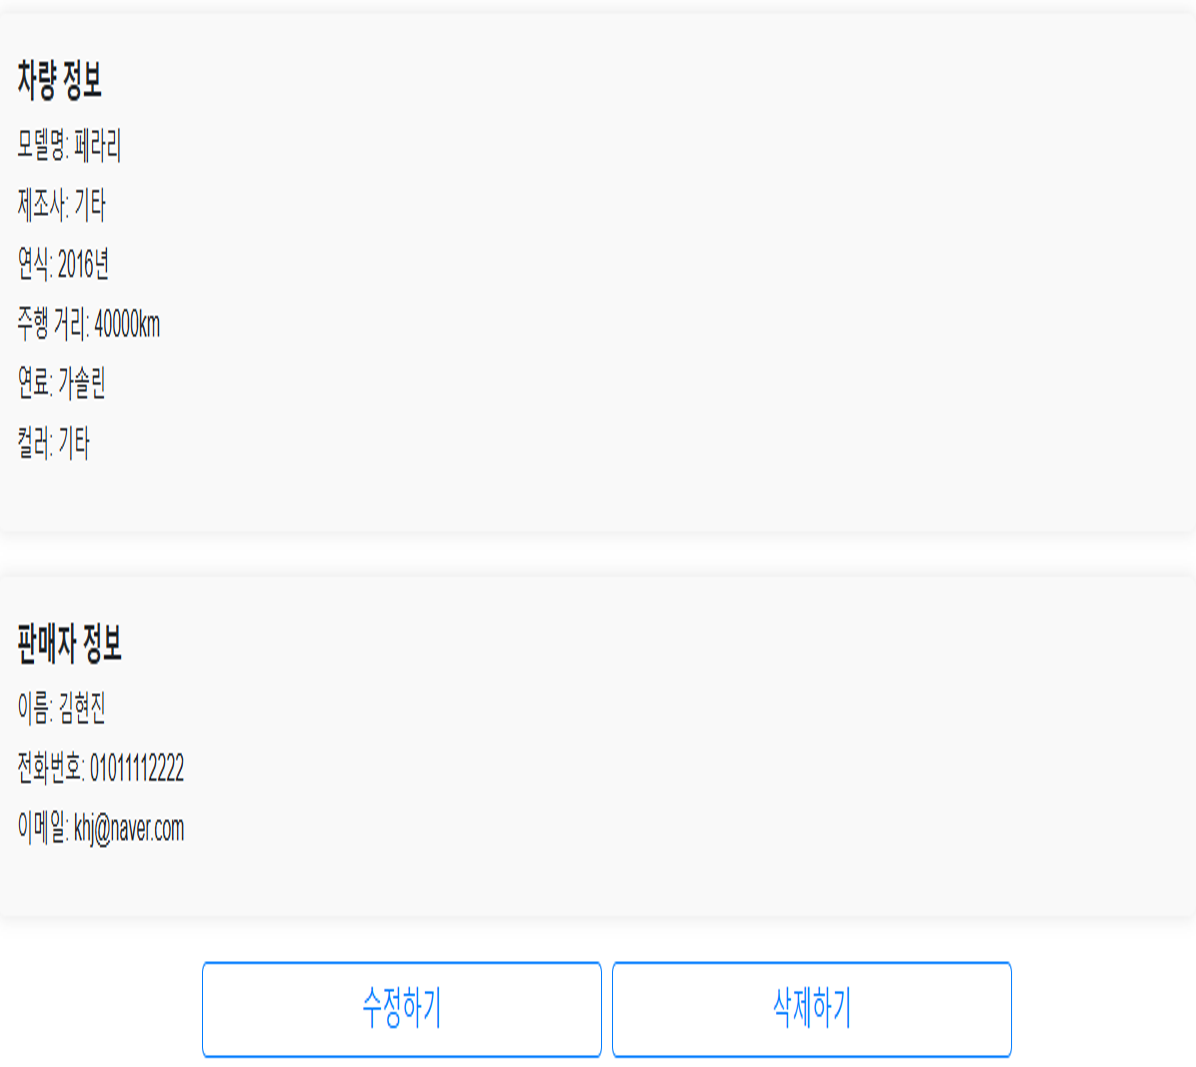 차량 정보
모델명: 페라리
제조사: 기타
연식: 2016년
주행 거리: 40000km
연료: 가솔린
컬러: 기타
판매자 정보
이름: 김현진
전화번호: 01011112222
이메일: khj@naver.com
수정하기
삭제하기